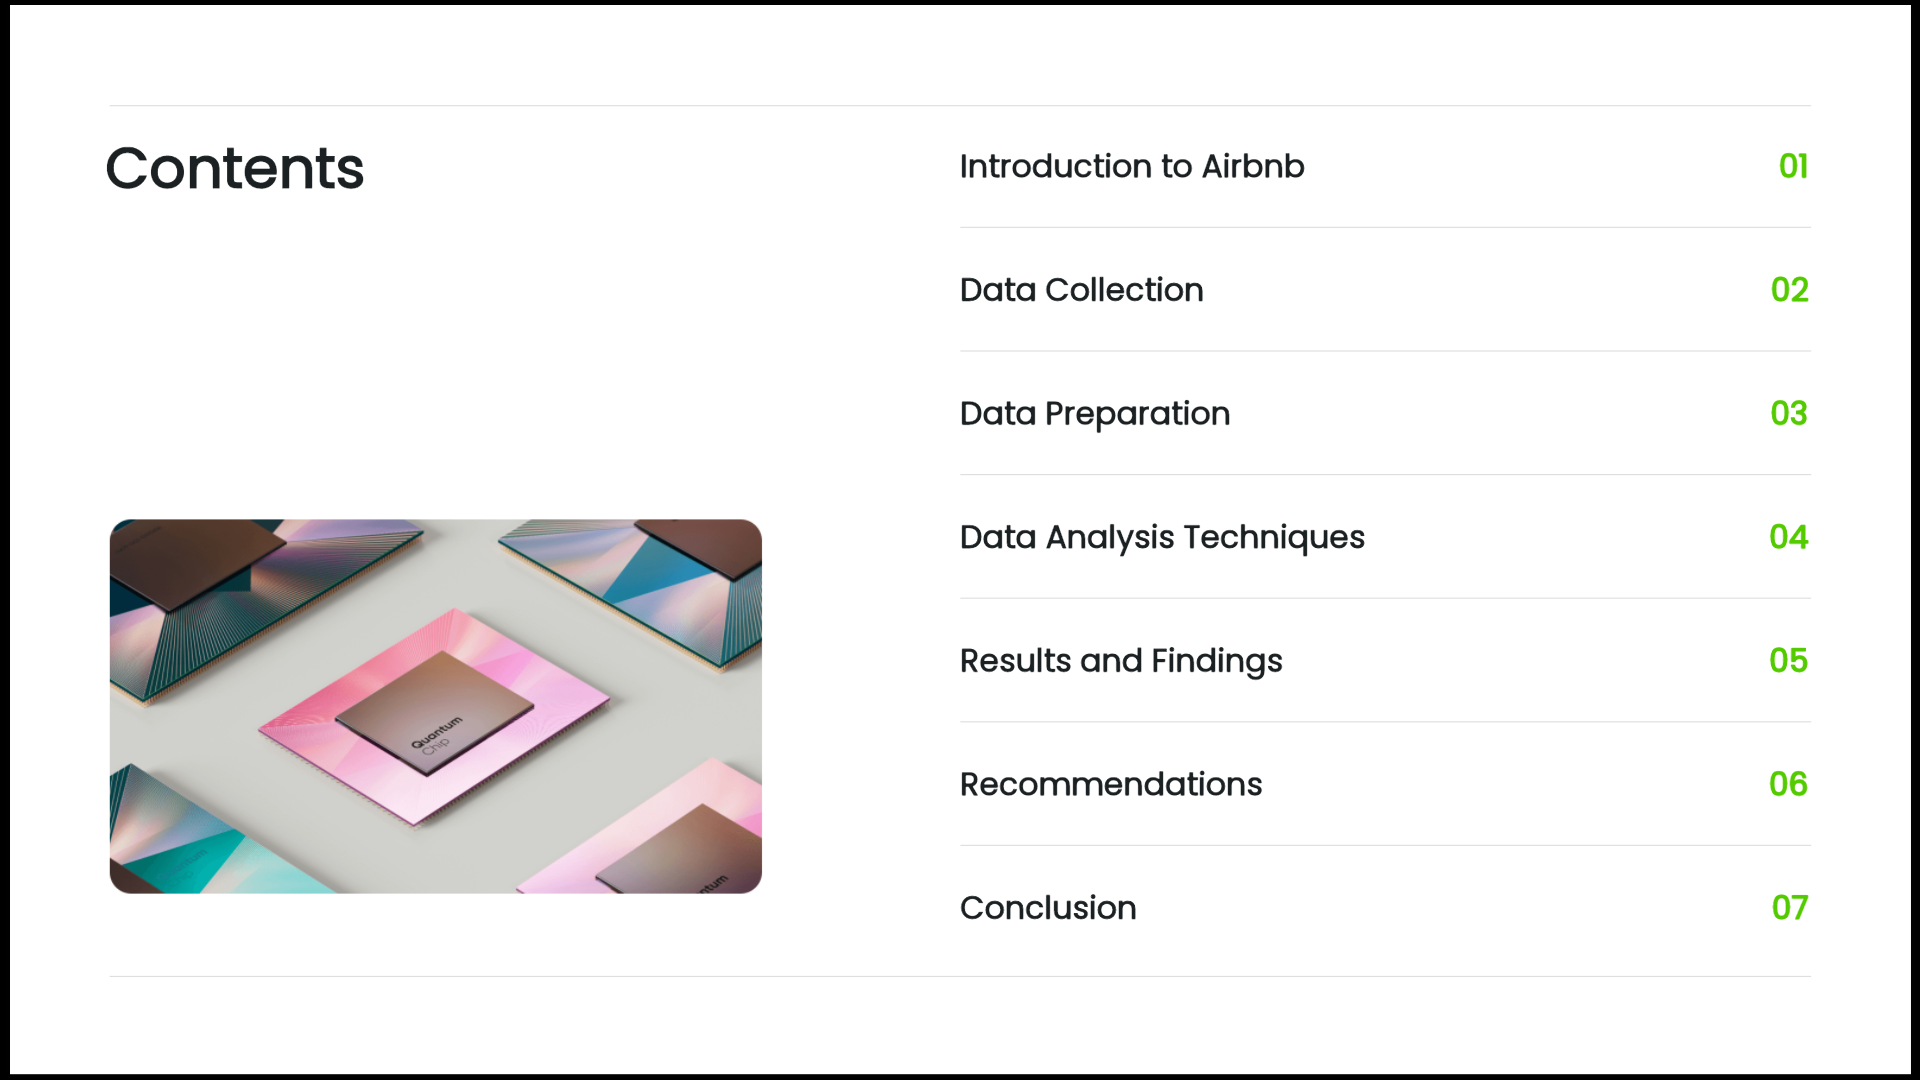 Contents
Introduction to Airbnb 01
Data Collection 02
Data Preparation 03
Data Analysis Techniques 04
Results and Findings 05
Recommendations 06
Conclusion 07
Quantum
Chip